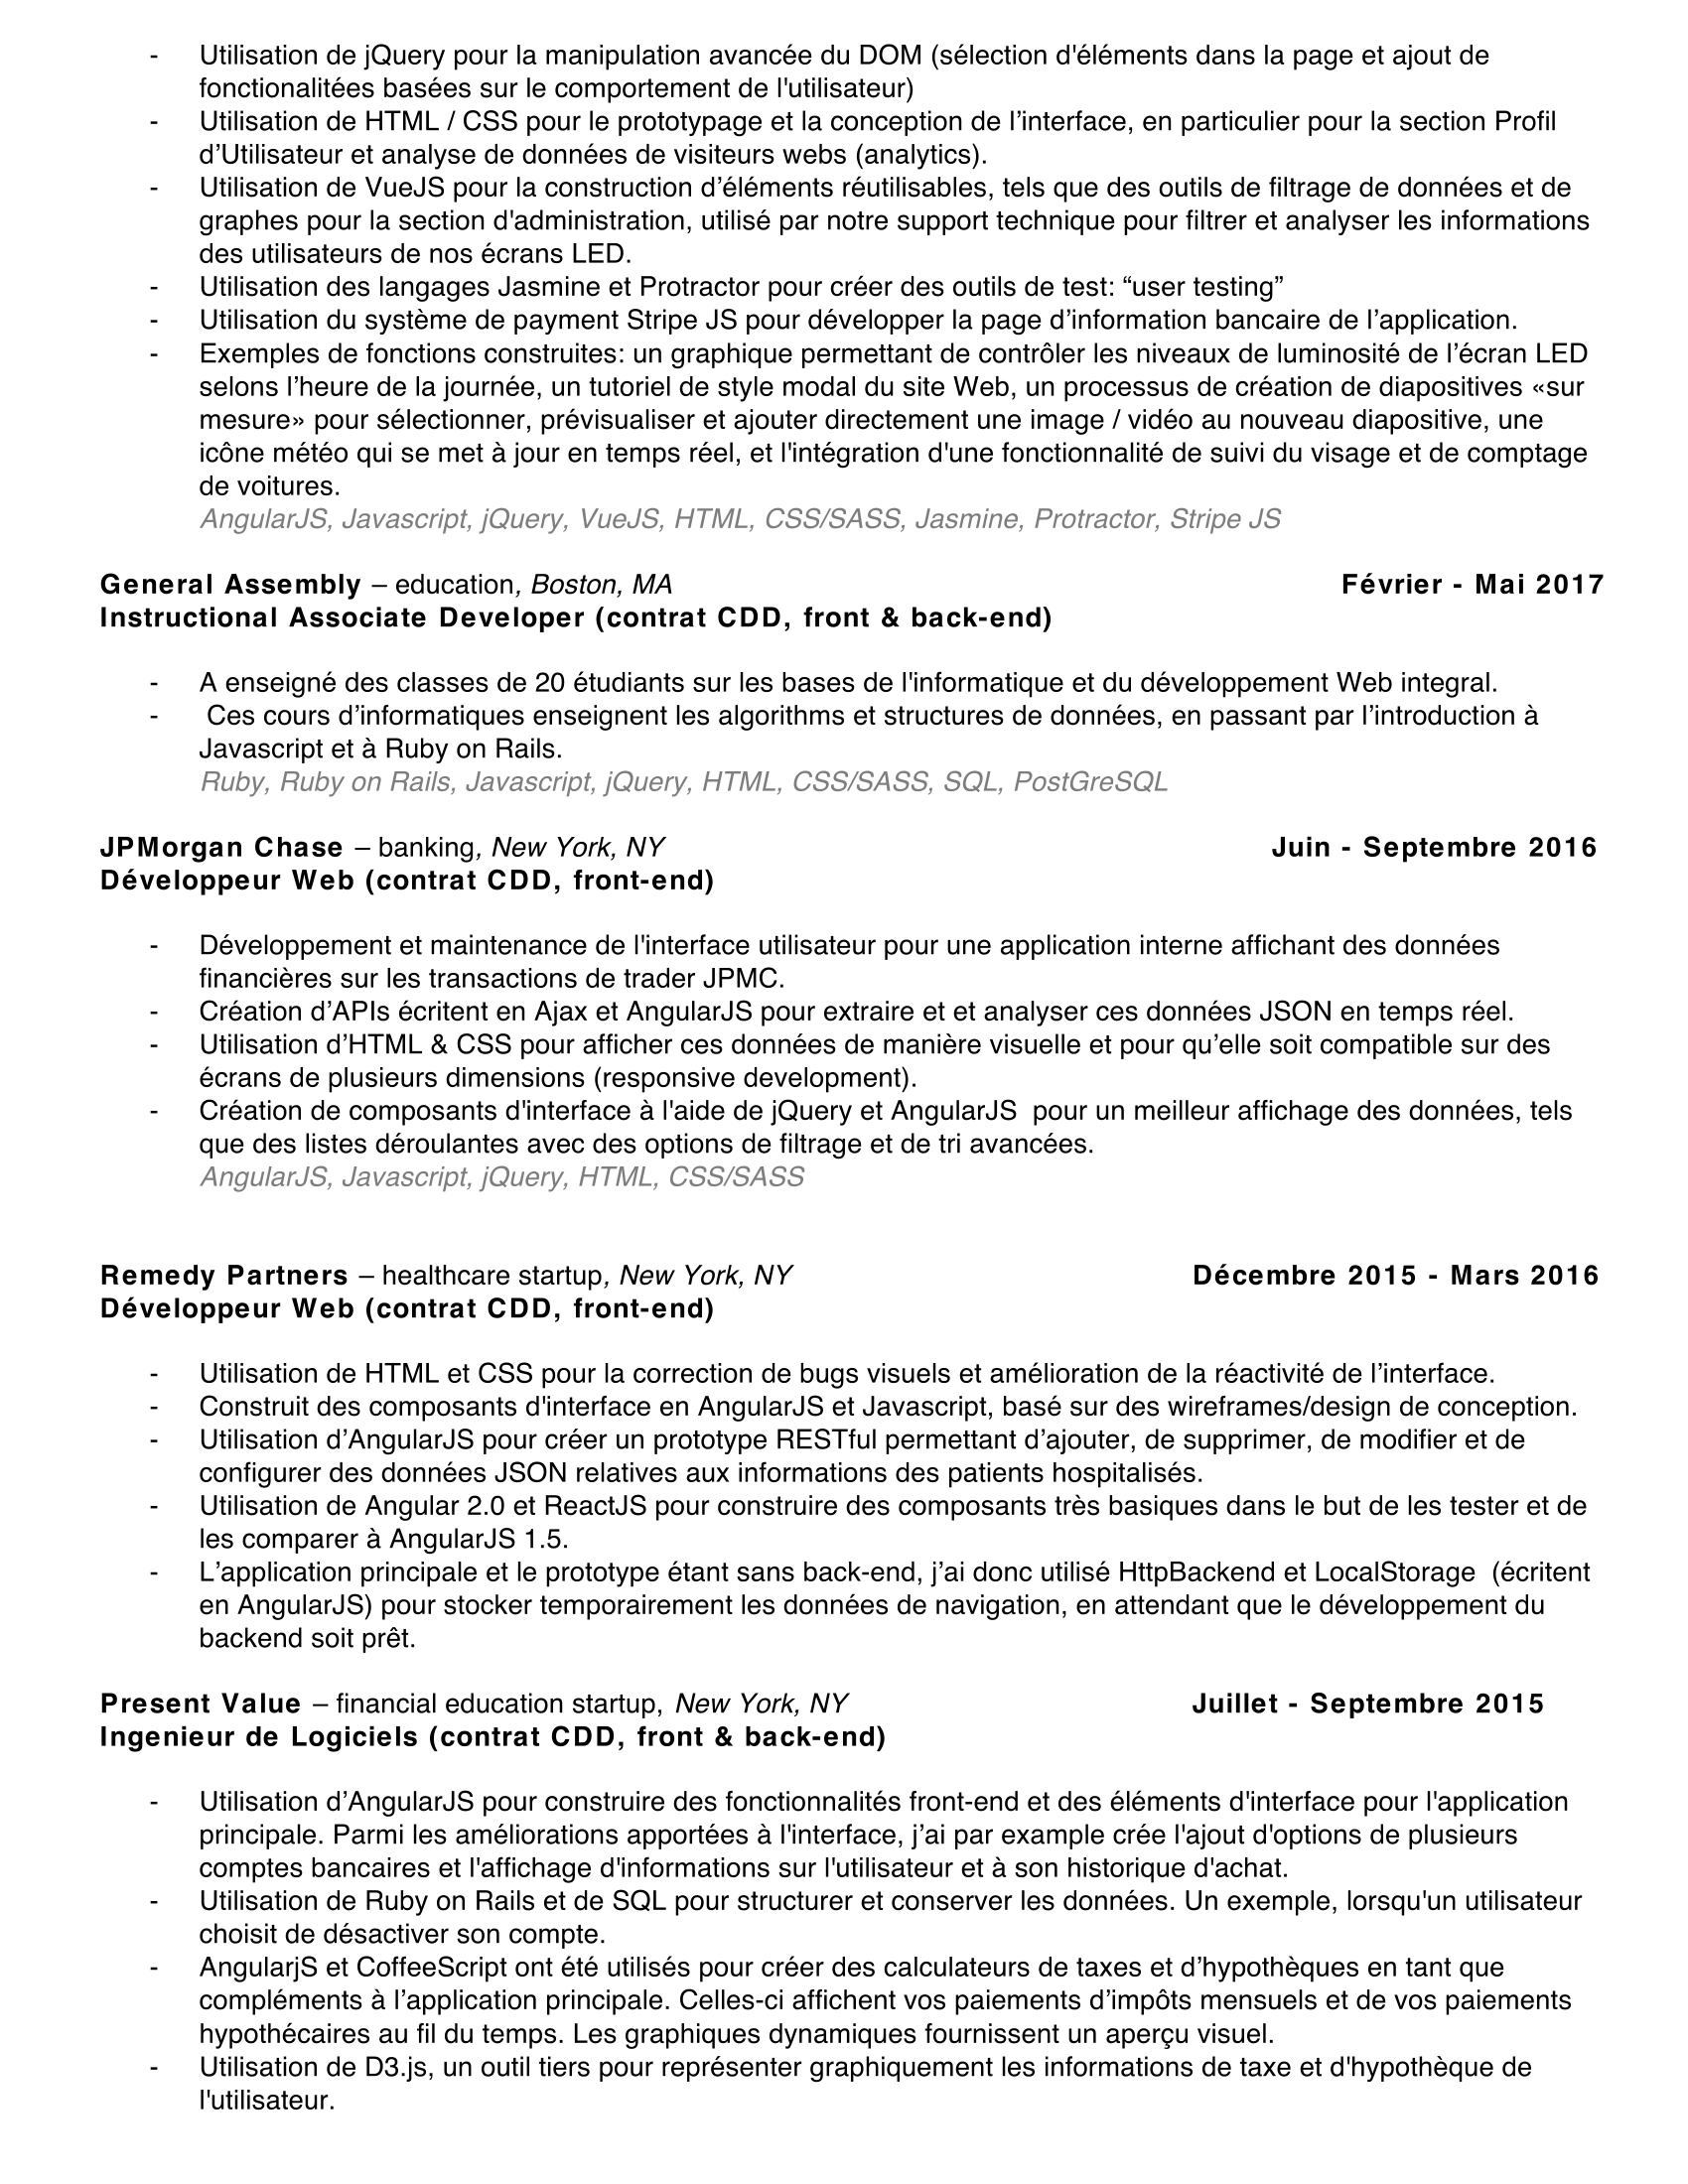 - Utilisation de jQuery pour la manipulation avancée du DOM (sélection d'éléments dans la page et ajout de
fonctionalitées basées sur le comportement de l'utilisateur)
- Utilisation de HTML / CSS pour le prototypage et la conception de l’interface, en particulier pour la section Profil
d’Utilisateur et analyse de données de visiteurs webs (analytics).
- Utilisation de VueJS pour la construction d’éléments réutilisables, tels que des outils de filtrage de données et de
graphes pour la section d'administration, utilisé par notre support technique pour filtrer et analyser les informations
des utilisateurs de nos écrans LED.
- Utilisation des langages Jasmine et Protractor pour créer des outils de test: “user testing”
- Utilisation du système de payment Stripe JS pour développer la page d’information bancaire de l’application.
- Exemples de fonctions construites: un graphique permettant de contrôler les niveaux de luminosité de l’écran LED
selons l’heure de la journée, un tutoriel de style modal du site Web, un processus de création de diapositives «sur
mesure» pour sélectionner, prévisualiser et ajouter directement une image / vidéo au nouveau diapositive, une
icône météo qui se met à jour en temps réel, et l'intégration d'une fonctionnalité de suivi du visage et de comptage
de voitures.
AngularJS, Javascript, jQuery, VueJS, HTML, CSS/SASS, Jasmine, Protractor, Stripe JS
General Assembly – education, Boston, MA Février - Mai 2017
Instructional Associate Developer (contrat CDD, front & back-end)
- A enseigné des classes de 20 étudiants sur les bases de l'informatique et du développement Web integral.
- Ces cours d’informatiques enseignent les algorithms et structures de données, en passant par l’introduction à
Javascript et à Ruby on Rails.
Ruby, Ruby on Rails, Javascript, jQuery, HTML, CSS/SASS, SQL, PostGreSQL
JPMorgan Chase – banking, New York, NY Juin - Septembre 2016
Développeur Web (contrat CDD, front-end)
- Développement et maintenance de l'interface utilisateur pour une application interne affichant des données
financières sur les transactions de trader JPMC.
- Création d’APIs écritent en Ajax et AngularJS pour extraire et et analyser ces données JSON en temps réel.
- Utilisation d’HTML & CSS pour afficher ces données de manière visuelle et pour qu’elle soit compatible sur des
écrans de plusieurs dimensions (responsive development).
- Création de composants d'interface à l'aide de jQuery et AngularJS  pour un meilleur affichage des données, tels
que des listes déroulantes avec des options de filtrage et de tri avancées.
AngularJS, Javascript, jQuery, HTML, CSS/SASS
Remedy Partners – healthcare startup, New York, NY Décembre 2015 - Mars 2016
Développeur Web (contrat CDD, front-end)
- Utilisation de HTML et CSS pour la correction de bugs visuels et amélioration de la réactivité de l’interface.
- Construit des composants d'interface en AngularJS et Javascript, basé sur des wireframes/design de conception.
- Utilisation d’AngularJS pour créer un prototype RESTful permettant d’ajouter, de supprimer, de modifier et de
configurer des données JSON relatives aux informations des patients hospitalisés.
- Utilisation de Angular 2.0 et ReactJS pour construire des composants très basiques dans le but de les tester et de
les comparer à AngularJS 1.5.
- L’application principale et le prototype étant sans back-end, j’ai donc utilisé HttpBackend et LocalStorage  (écritent
en AngularJS) pour stocker temporairement les données de navigation, en attendant que le développement du
backend soit prêt.
Present Value – financial education startup, New York, NY Juillet - Septembre 2015
Ingenieur de Logiciels (contrat CDD, front & back-end)
- Utilisation d’AngularJS pour construire des fonctionnalités front-end et des éléments d'interface pour l'application
principale. Parmi les améliorations apportées à l'interface, j’ai par example crée l'ajout d'options de plusieurs
comptes bancaires et l'affichage d'informations sur l'utilisateur et à son historique d'achat.
- Utilisation de Ruby on Rails et de SQL pour structurer et conserver les données. Un exemple, lorsqu'un utilisateur
choisit de désactiver son compte.
- AngularjS et CoffeeScript ont été utilisés pour créer des calculateurs de taxes et d’hypothèques en tant que
compléments à l’application principale. Celles-ci affichent vos paiements d’impôts mensuels et de vos paiements
hypothécaires au fil du temps. Les graphiques dynamiques fournissent un aperçu visuel.
- Utilisation de D3.js, un outil tiers pour représenter graphiquement les informations de taxe et d'hypothèque de
l'utilisateur.